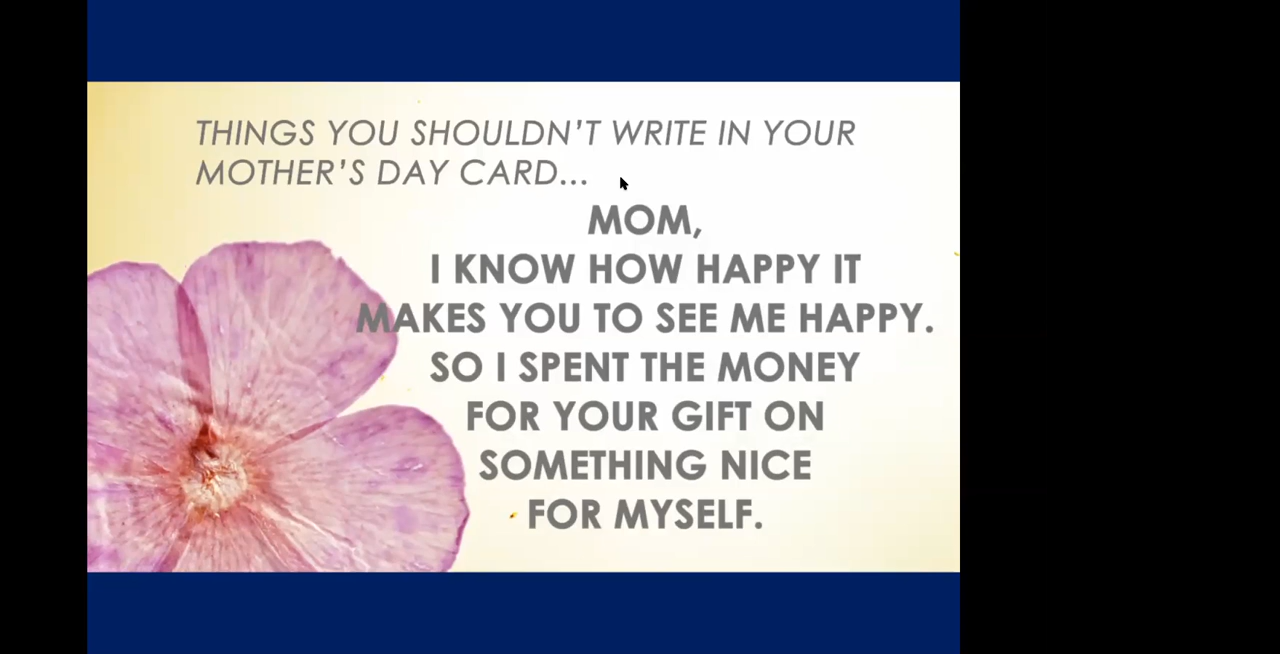 THINGS YOU SHOULDN'T WRITE IN YOUR
MOTHER'S DAY CARD...
MOM,
I KNOW HOW HAPPY IT
MAKES YOU TO SEE ME HAPPY.
SO I SPENT THE MONEY
FOR YOUR GIFT ON
SOMETHING NICE
FOR MYSELF.